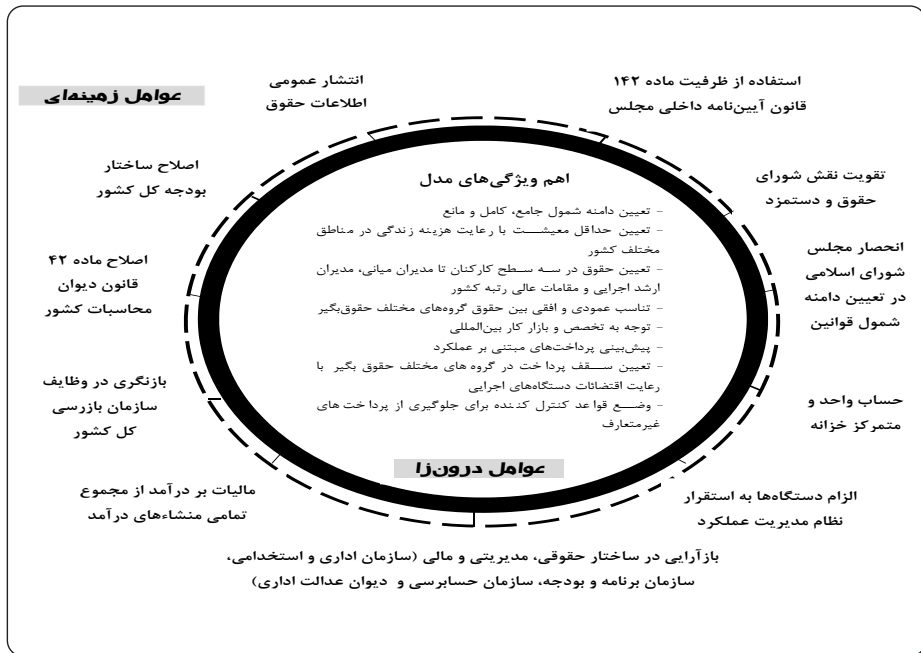 عوامل زمینه‌ای
انتشار عمومی
اطلاعات حقوق
استفاده از ظرفیت ماده ۱۴۲
قانون آیین‌نامه داخلی مجلس
تقویت نقش شورای
حقوق و دستمزد
انحصار مجلس
شورای اسلامی
در تعیین دامنه
شمول قوانین
حساب واحد و
متمرکز خزانه
الزام دستگاه‌ها به استقرار
نظام مدیریت عملکرد
بازآرایی در ساختار حقوقی، مدیریتی و مالی (سازمان اداری و استخدامی،
سازمان برنامه و بودجه، سازمان حسابرسی و دیوان عدالت اداری)
مالیات بر درآمد از مجموع
تمامی منشاءهای درآمد
بازنگری در وظایف
سازمان بازرسی
کل کشور
اصلاح ماده ۴۲
قانون دیوان
محاسبات کشور
اصلاح ساختار
بودجه کل کشور
اهم ویژگی‌های مدل
- تعیین دامنه شمول جامع، کامل و مانع
- تعیین حداقل معیشت با رعایت هزینه زندگی در مناطق
مختلف کشور
- تعیین حقوق در سه سطح کارکنان تا مدیران میانی، مدیران
ارشد اجرایی و مقامات عالی رتبه کشور
- تناسب عمودی و افقی بین حقوق گروه‌های مختلف حقوق‌بگیر
- توجه به تخصص و بازار کار بین‌المللی
- پیش‌بینی پرداخت‌های مبتنی بر عملکرد
- تعیین سقف پرداخت در گروه های مختلف حقوق بگیر با
رعایت اقتضائات دستگاه‌های اجرایی
- وضع قواعد کنترل کننده برای جلوگیری از پرداخت های
غیرمتعارف
عوامل درون‌زا